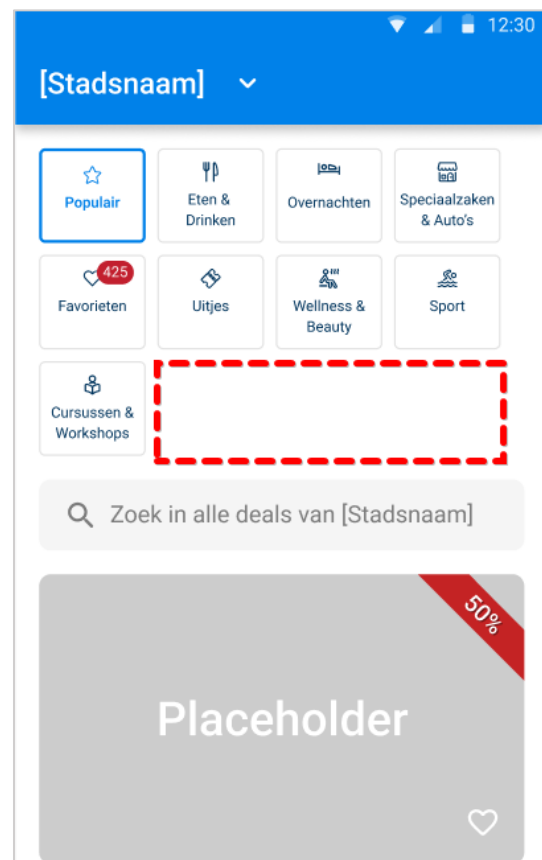 12:30
[Stadsnaam]
Populair
Eten &
Drinken
Overnachten
Speciaalzaken
& Auto's
425
Favorieten
Uitjes
Wellness &
Beauty
Sport
Cursussen &
Workshops
Zoek in alle deals van [Stadsnaam]
50%
Placeholder